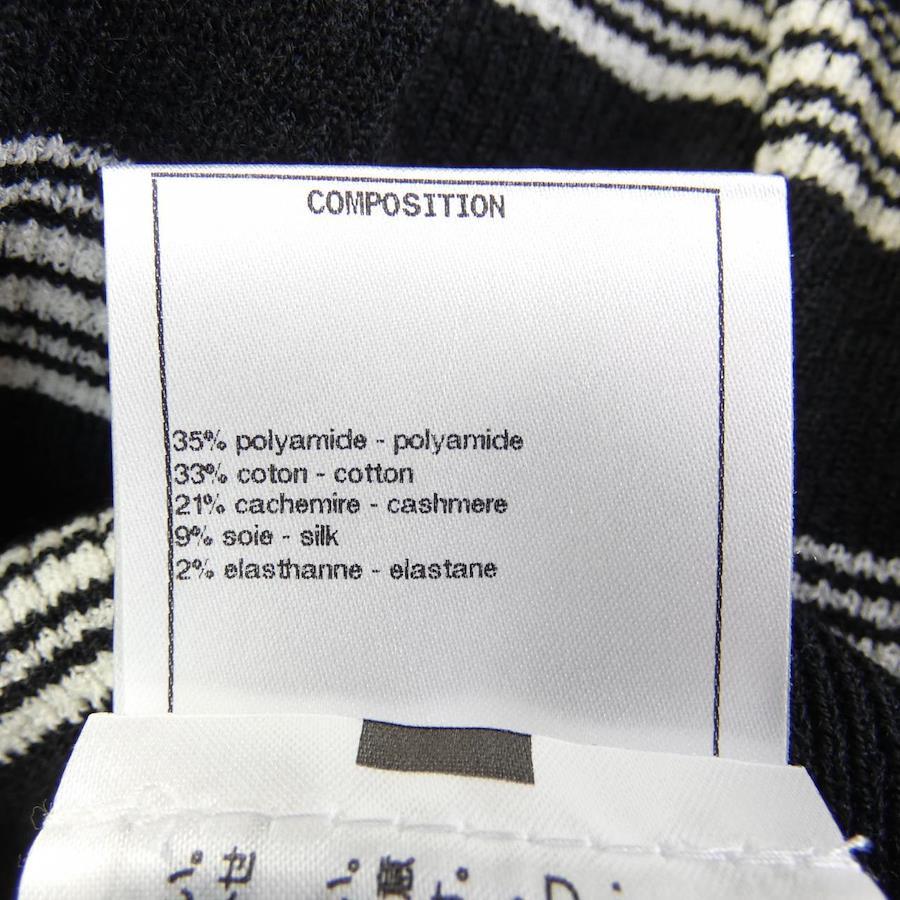 COMPOSITION
35% polyamide - polyamide
33% coton - cotton
21% cachemire - cashmere
9% soie - silk
2% elasthanne - elastane